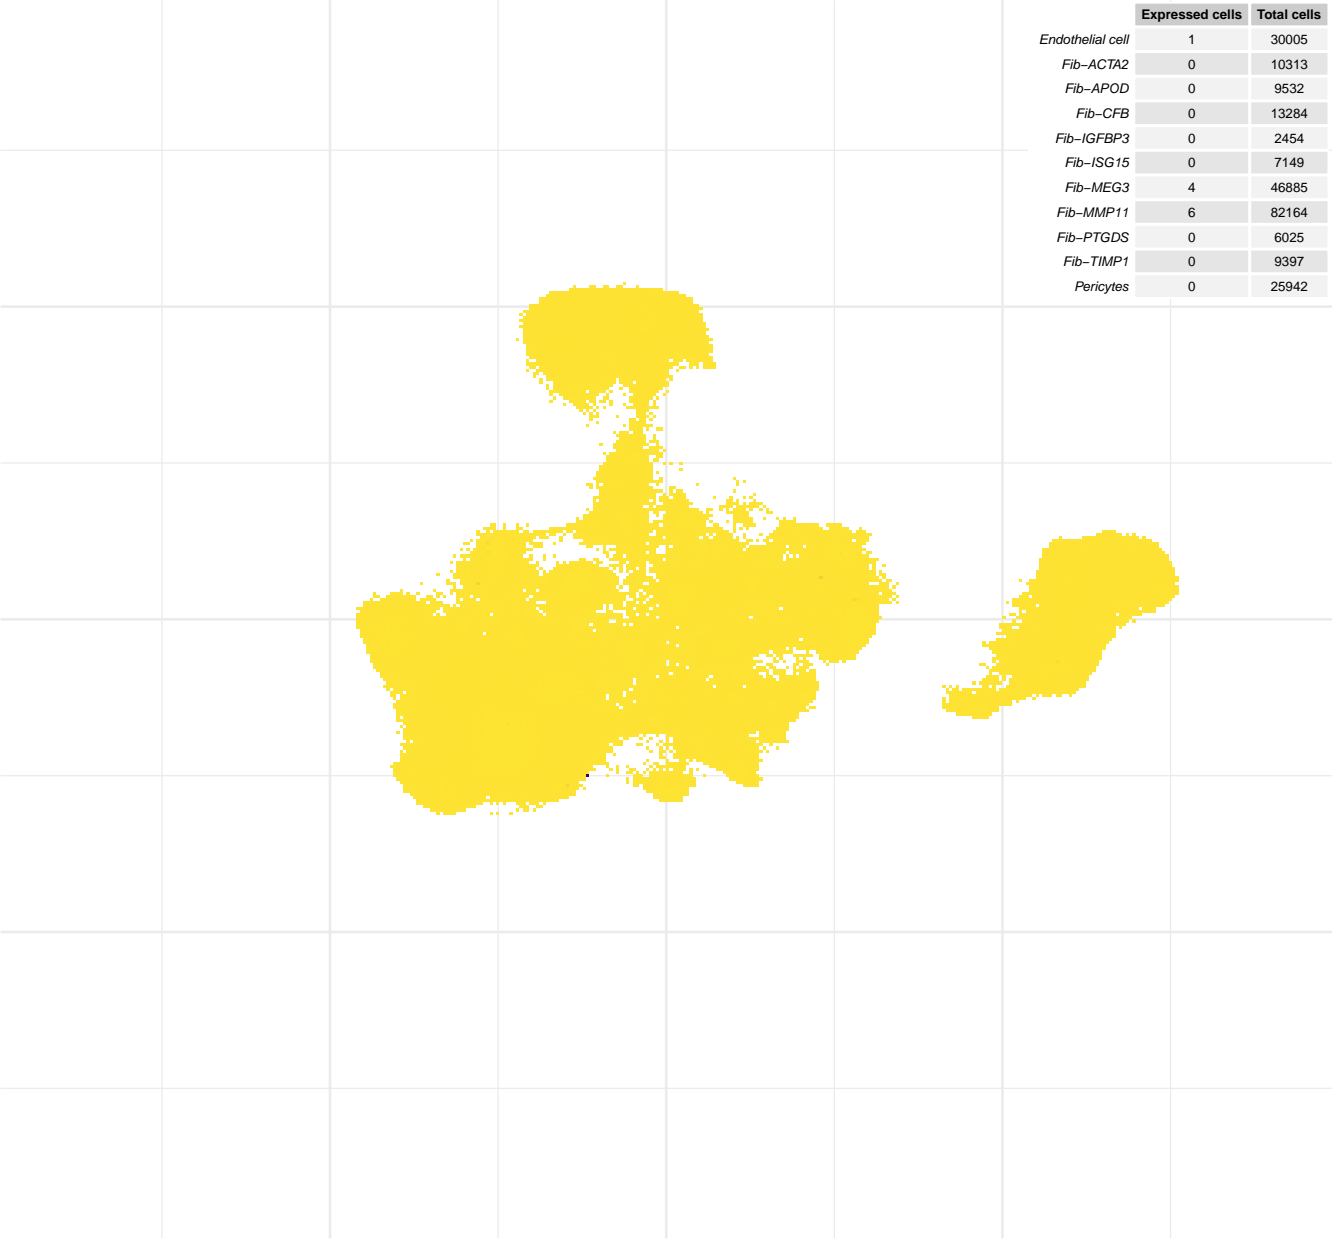 Expressed cells Total cells
Endothelial cell 1 30005
Fib−ACTA2 0 10313
Fib−APOD 0 9532
Fib−CFB 0 13284
Fib−IGFBP3 0 2454
Fib−ISG15 0 7149
Fib−MEG3 4 46885
Fib−MMP11 6 82164
Fib−PTGDS 0 6025
Fib−TIMP1 0 9397
Pericytes 0 25942